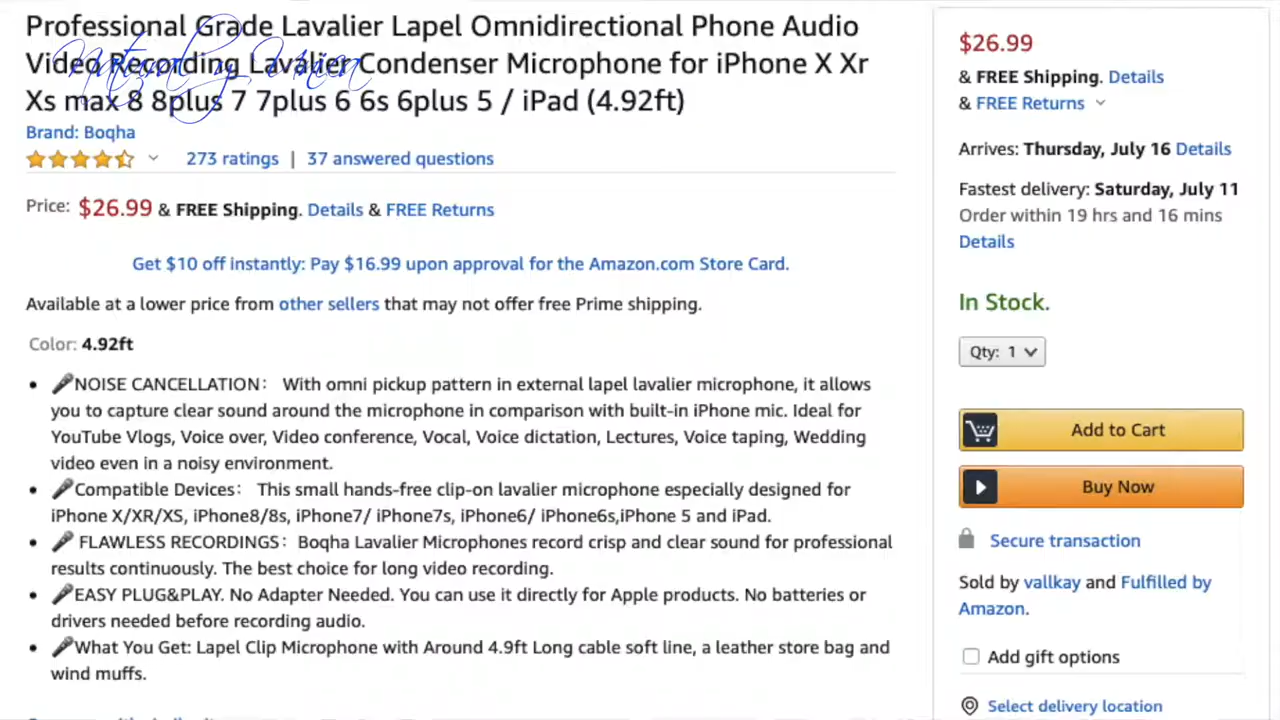 Professional Grade Lavalier Lapel Omnidirectional Phone Audio
Video Recording Lavalier Condenser Microphone for iPhone X Xr
Xs max 8 8plus 7 7plus 6 6s 6plus 5 / iPad (4.92ft)
Brand: Boqha
273 ratings | 37 answered questions
Price: $26.99 & FREE Shipping. Details & FREE Returns
Get $10 off instantly: Pay $16.99 upon approval for the Amazon.com Store Card.
Available at a lower price from other sellers that may not offer free Prime shipping.
Color: 4.92ft
• 🎤NOISE CANCELLATION： With omni pickup pattern in external lapel lavalier microphone, it allows
you to capture clear sound around the microphone in comparison with built-in iPhone mic. Ideal for
YouTube Vlogs, Voice over, Video conference, Vocal, Voice dictation, Lectures, Voice taping, Wedding
video even in a noisy environment.
• 🎤Compatible Devices： This small hands-free clip-on lavalier microphone especially designed for
iPhone X/XR/XS, iPhone8/8s, iPhone7/ iPhone7s, iPhone6/ iPhone6s,iPhone 5 and iPad.
• 🎤 FLAWLESS RECORDINGS：Boqha Lavalier Microphones record crisp and clear sound for professional
results continuously. The best choice for long video recording.
• 🎤EASY PLUG&PLAY. No Adapter Needed. You can use it directly for Apple products. No batteries or
drivers needed before recording audio.
• 🎤What You Get: Lapel Clip Microphone with Around 4.9ft Long cable soft line, a leather store bag and
wind muffs.
$26.99
& FREE Shipping. Details
& FREE Returns
Arrives: Thursday, July 16 Details
Fastest delivery: Saturday, July 11
Order within 19 hrs and 16 mins
Details
In Stock.
Qty: 1
Add to Cart
Buy Now
Secure transaction
Sold by vallkay and Fulfilled by
Amazon.
Add gift options
Select delivery location